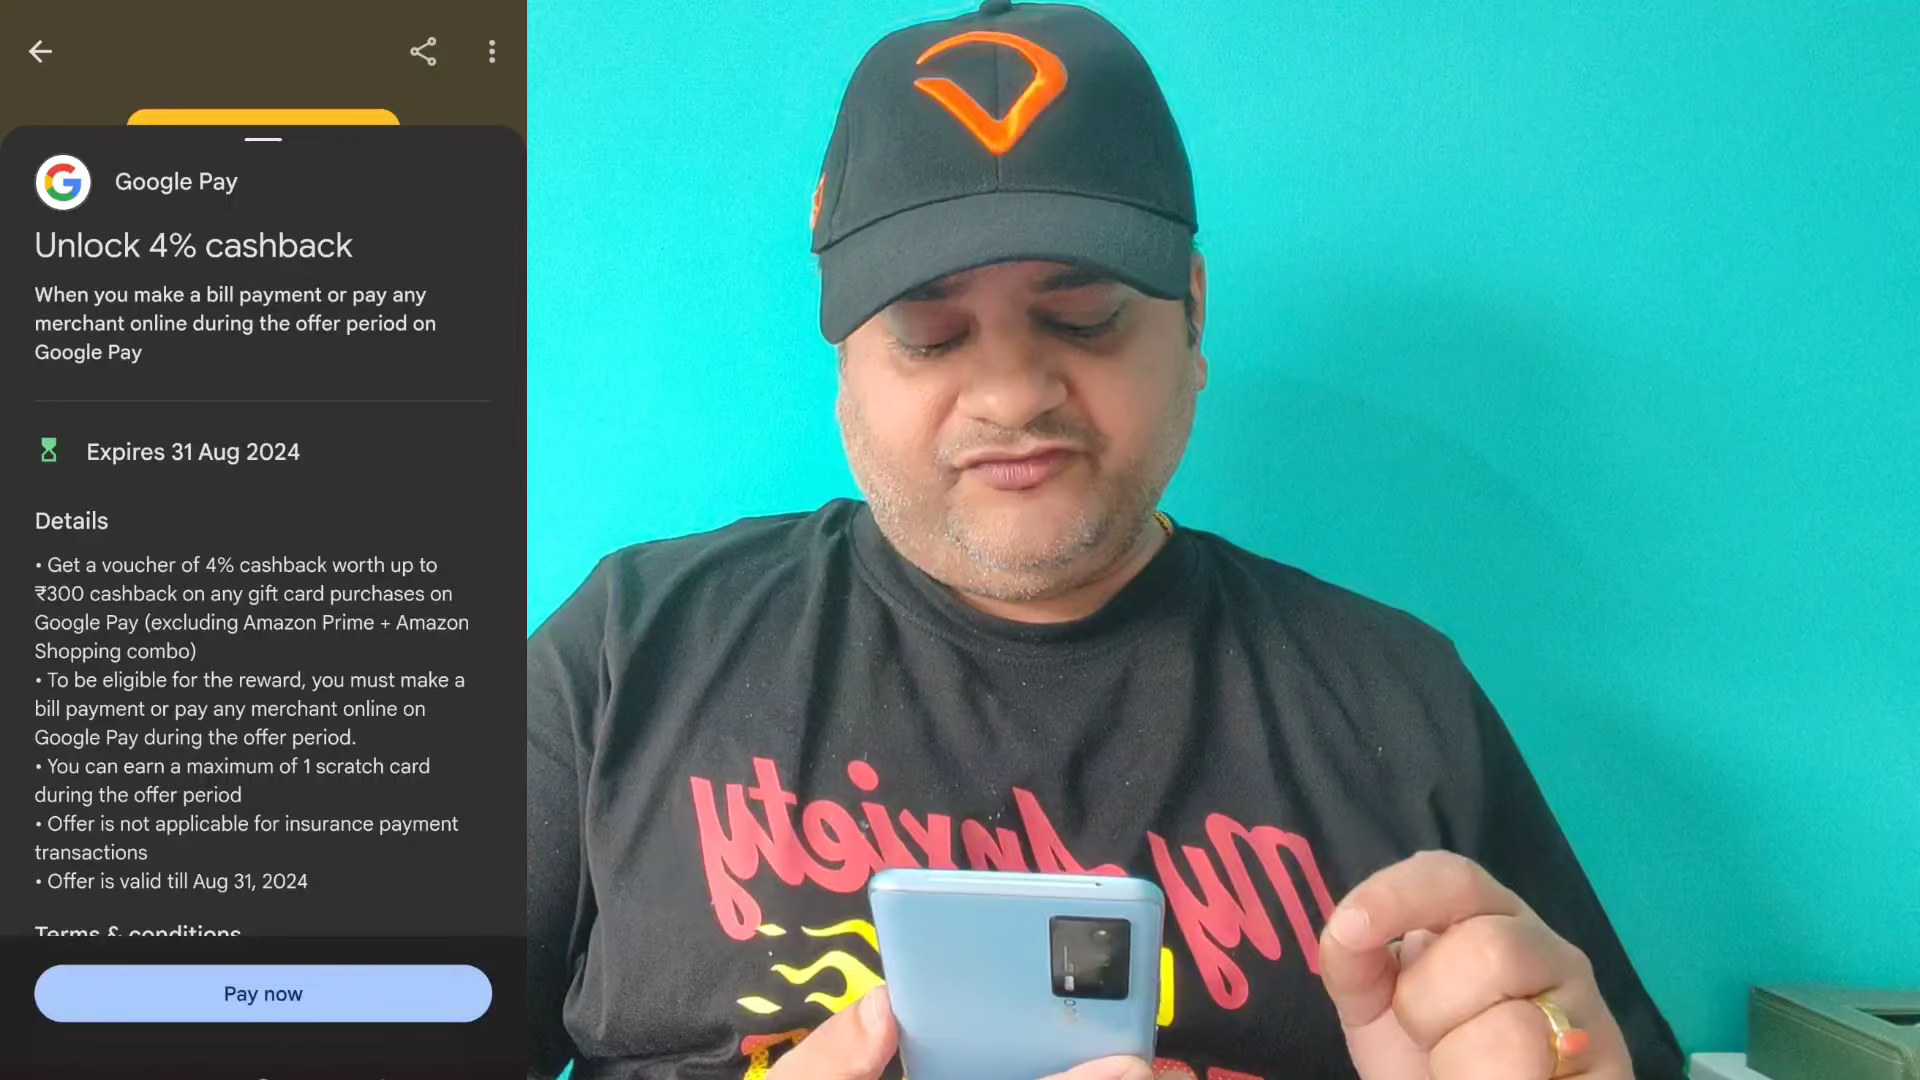 Google Pay
Unlock 4% cashback
When you make a bill payment or pay any
merchant online during the offer period on
Google Pay
Expires 31 Aug 2024
Details
• Get a voucher of 4% cashback worth up to
₹300 cashback on any gift card purchases on
Google Pay (excluding Amazon Prime + Amazon
Shopping combo)
• To be eligible for the reward, you must make a
bill payment or pay any merchant online on
Google Pay during the offer period.
• You can earn a maximum of 1 scratch card
during the offer period
• Offer is not applicable for insurance payment
transactions
• Offer is valid till Aug 31, 2024
Terms & conditions
Pay now
My Anxiety